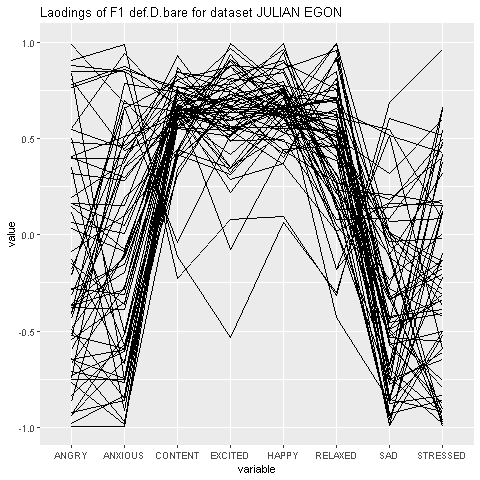 Laodings of F1 def.D.bare for dataset JULIAN EGON
1.0
0.5
0.0
-0.5
-1.0
value
ANGRY ANXIOUS CONTENT EXCITED HAPPY RELAXED SAD STRESSED
variable